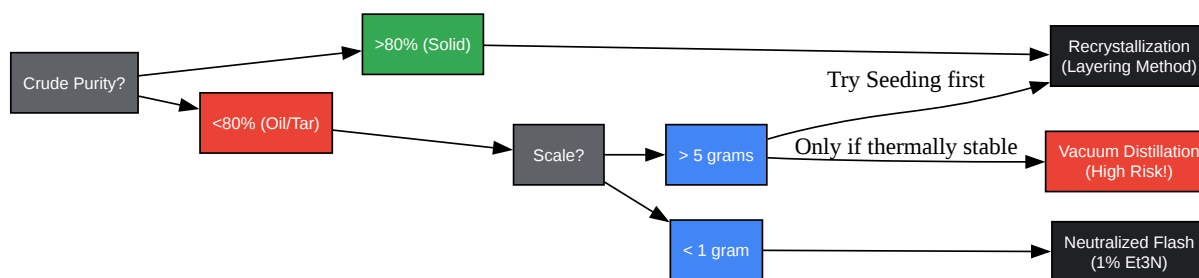 Crude Purity?
>80% (Solid)
<80% (Oil/Tar)
Scale?
> 5 grams
< 1 gram
Try Seeding first
Only if thermally stable
Recrystallization
(Layering Method)
Vacuum Distillation
(High Risk!)
Neutralized Flash
(1% Et3N)